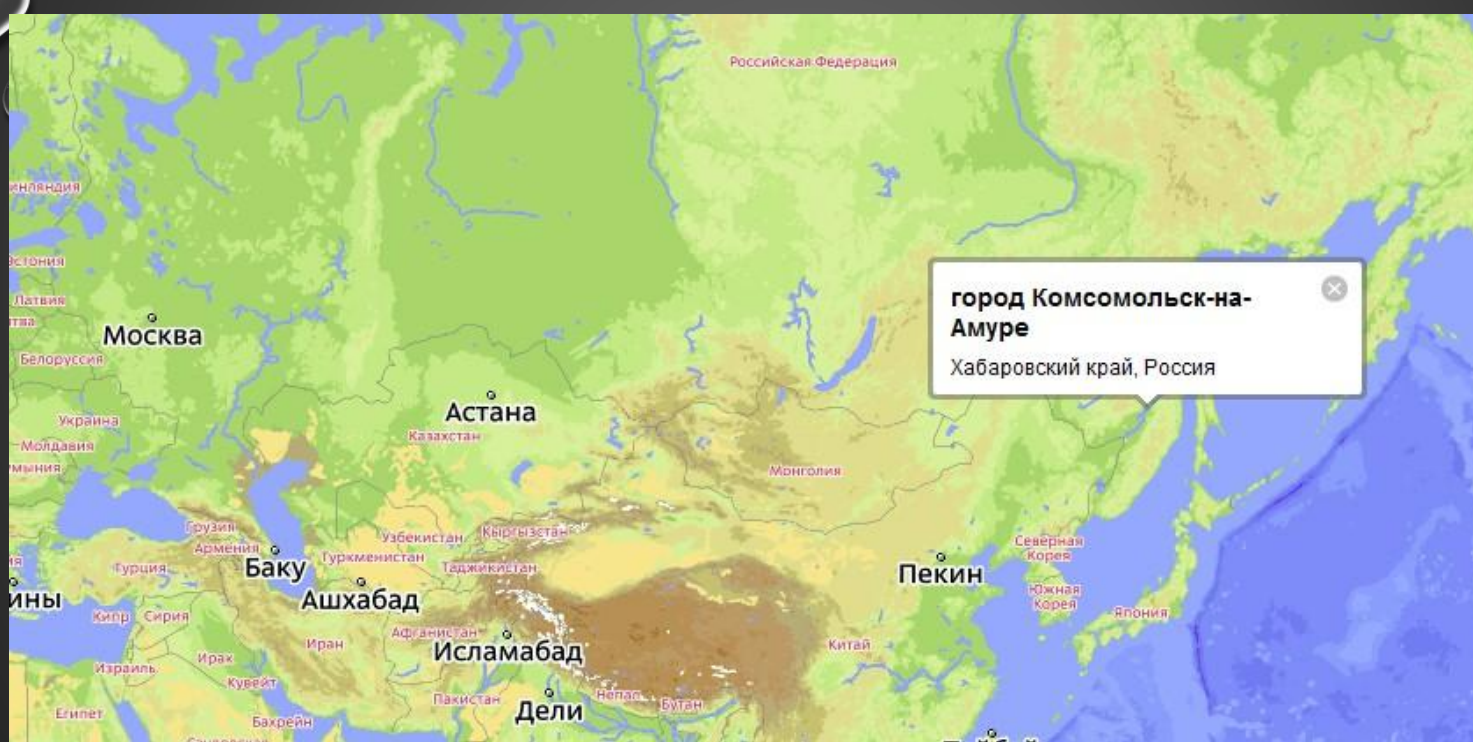 Российская Федерация
Эстония
Латвия
Москва
Белоруссия
город Комсомольск-на-
Амуре
Хабаровский край, Россия
Астана
Казахстан
Украина
Молдавия
Монголия
Грузия
Армения
Узбекистан
Кыргызстан
Туркменистан
Таджикистан
Турция
Баку
Ашхабад
Пекин
Северная
Корея
Южная
Корея
Япония
Кипр
Сирия
Афганистан
Исламабад
Иран
Ирак
Израиль
Кувейт
Китай
Пакистан
Непал
Бутан
Дели
Египет
Бахрейн